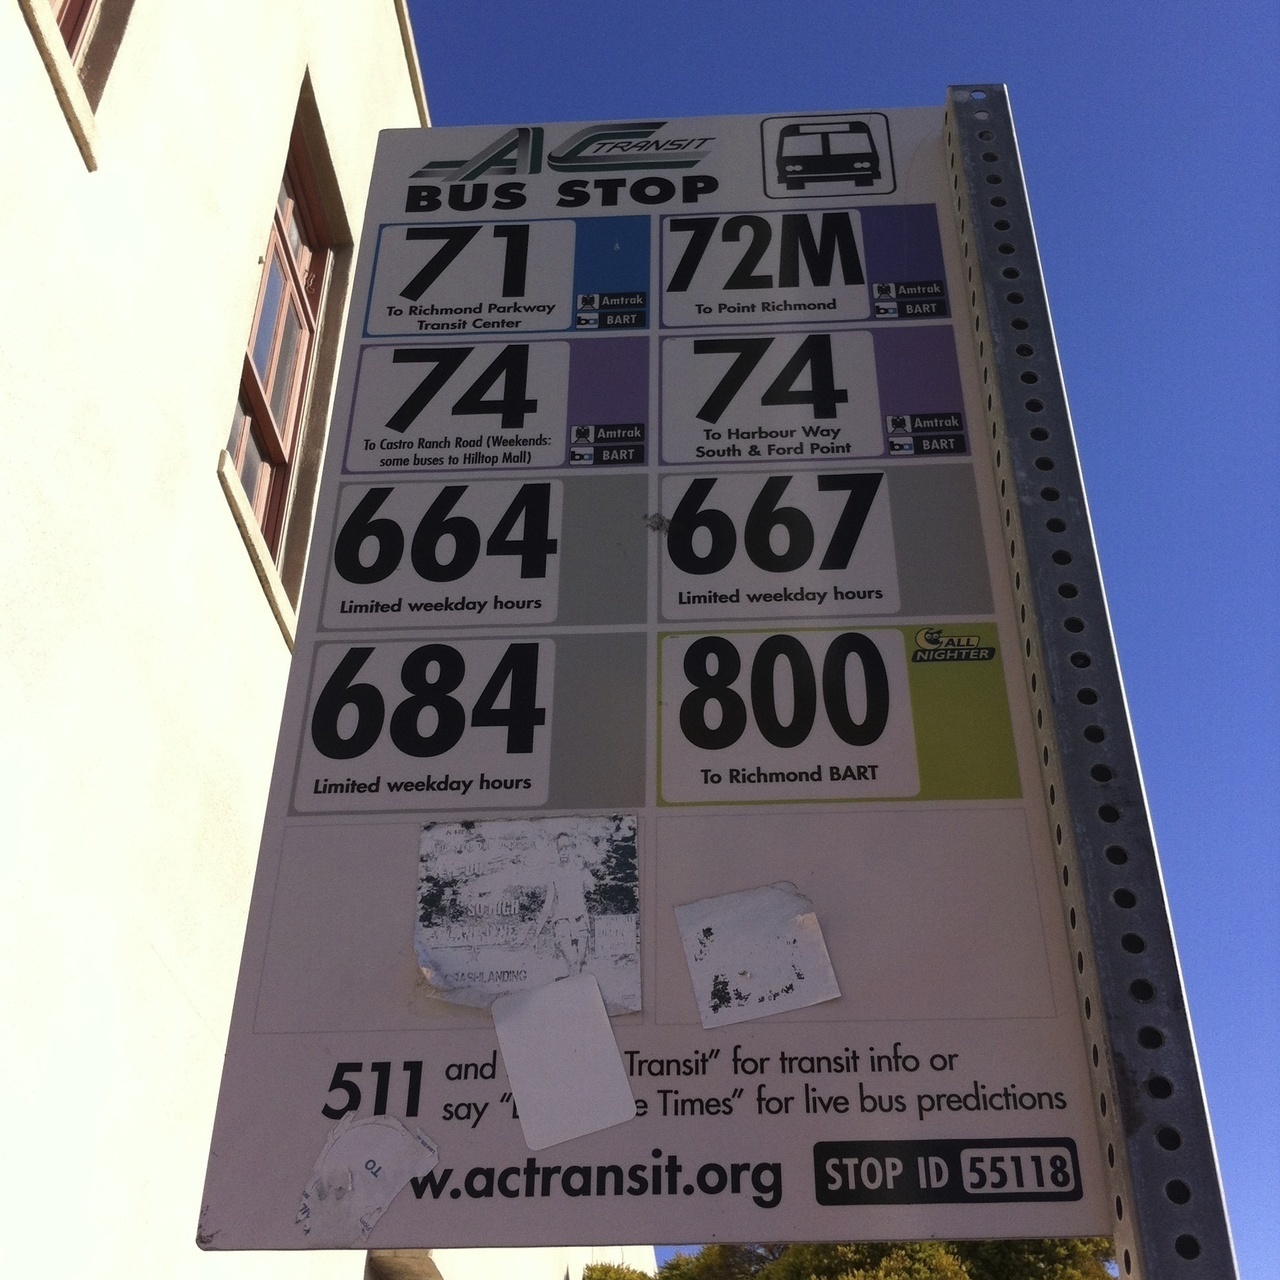 AC TRANSIT
BUS STOP
71
To Richmond Parkway
Transit Center
Amtrak
BART
72M
To Point Richmond
Amtrak
BART
74
To Castro Ranch Road (Weekends:
some buses to Hilltop Mall)
Amtrak
BART
74
To Harbour Way
South & Ford Point
Amtrak
BART
664
Limited weekday hours
667
Limited weekday hours
684
Limited weekday hours
800
To Richmond BART
ALL
NIGHTER
SO HIGH
CRASHLANDING
511 and Transit" for transit info or
say " e Times" for live bus predictions
TO
w.actransit.org
STOP ID 55118